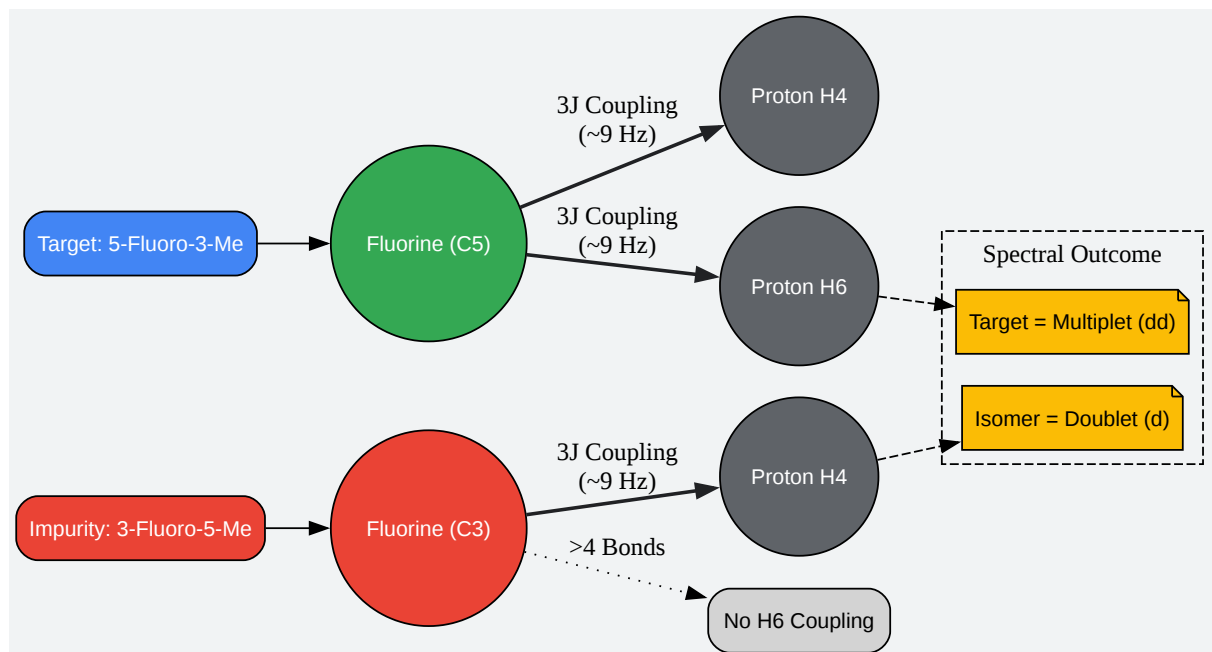 Target: 5-Fluoro-3-Me
Fluorine (C5)
3J Coupling
(~9 Hz)
Proton H4
3J Coupling
(~9 Hz)
Proton H6
Spectral Outcome
Target = Multiplet (dd)
Isomer = Doublet (d)
Impurity: 3-Fluoro-5-Me
Fluorine (C3)
3J Coupling
(~9 Hz)
Proton H4
>4 Bonds
No H6 Coupling